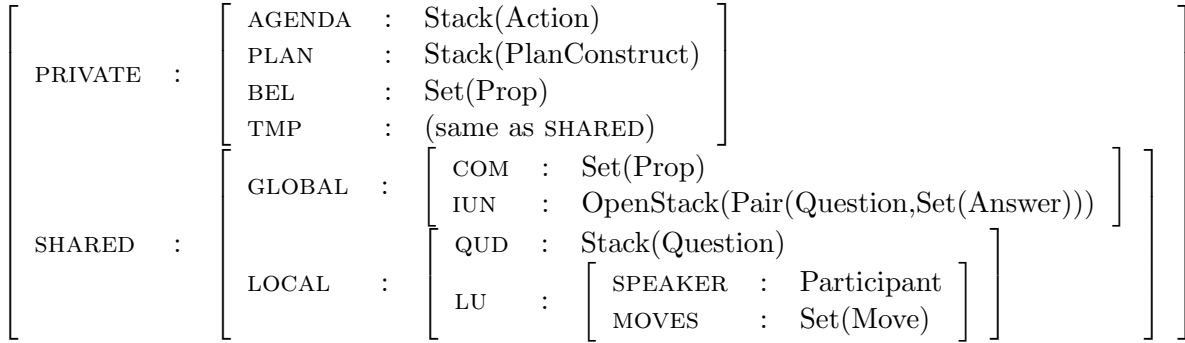 AGENDA : Stack(Action)
PLAN : Stack(PlanConstruct)
PRIVATE :
BEL : Set(Prop)
TMP : (same as SHARED)
COM : Set(Prop)
GLOBAL :
IUN : OpenStack(Pair(Question,Set(Answer)))
SHARED :
QUD : Stack(Question)
LOCAL :
SPEAKER : Participant
LU :
MOVES : Set(Move)